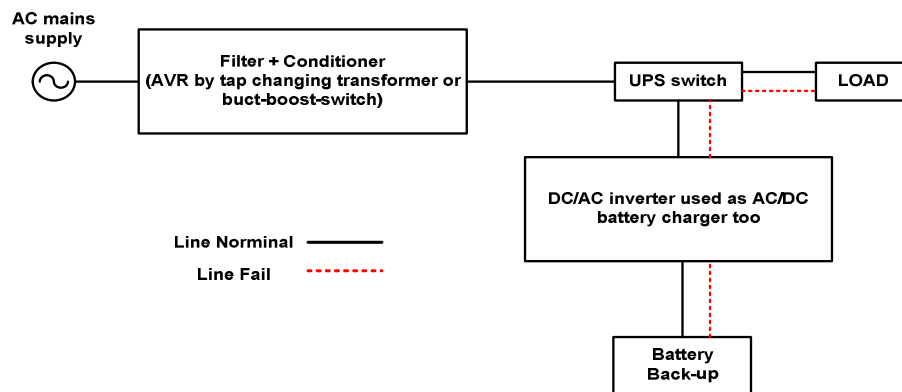 AC mains
supply
Filter + Conditioner
(AVR by tap changing transformer or
buct-boost-switch)
UPS switch
LOAD
DC/AC inverter used as AC/DC
battery charger too
Line Norminal
Line Fail
Battery
Back-up